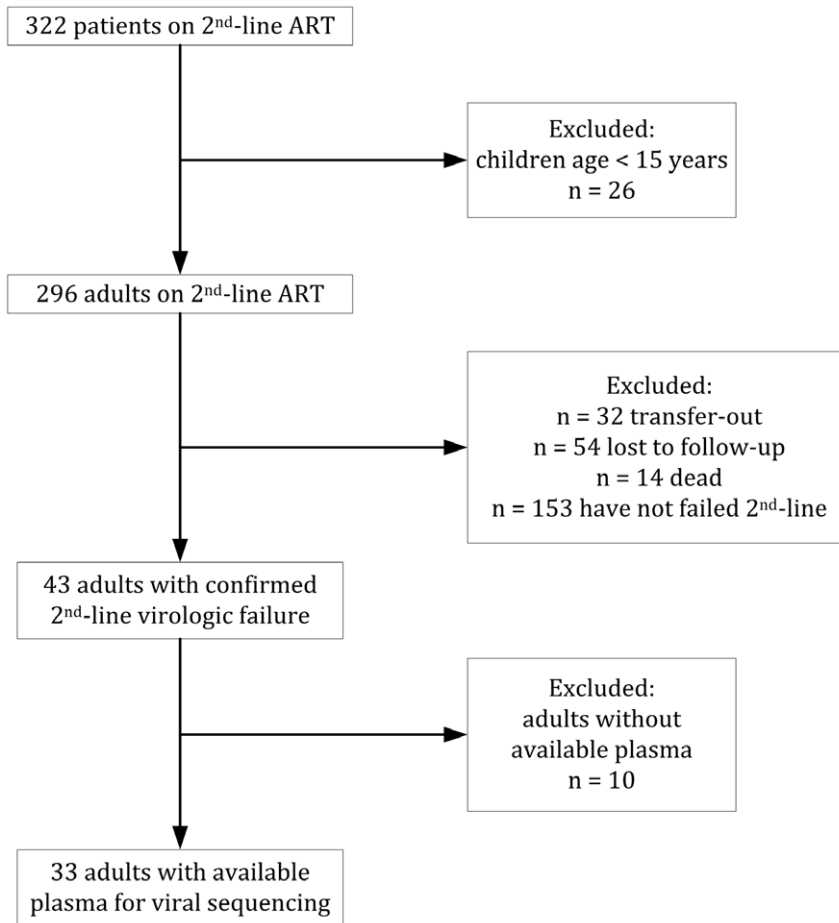 322 patients on 2nd-line ART
Excluded:
children age < 15 years
n = 26
296 adults on 2nd-line ART
Excluded:
n = 32 transfer-out
n = 54 lost to follow-up
n = 14 dead
n = 153 have not failed 2nd-line
43 adults with confirmed
2nd-line virologic failure
Excluded:
adults without
available plasma
n = 10
33 adults with available
plasma for viral sequencing